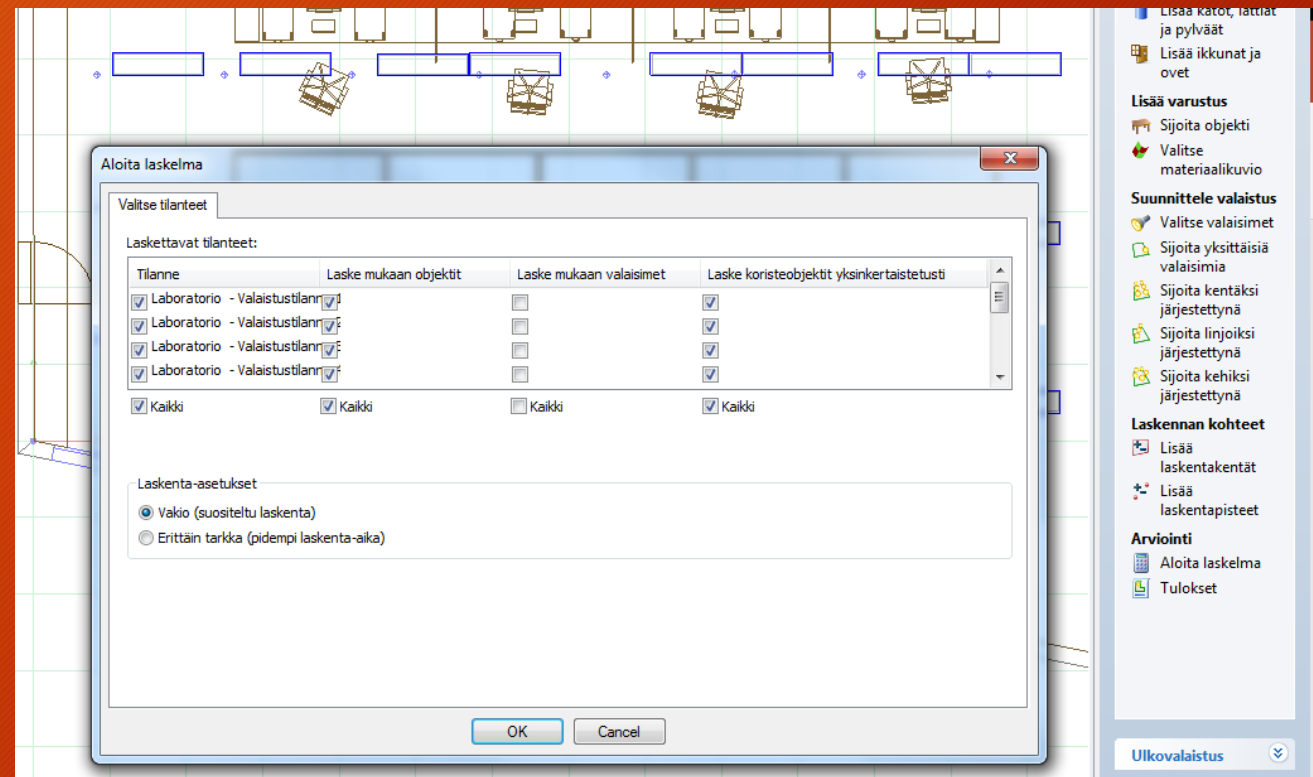 Aloita laskelma
Valitse tilanteet
Laskettavat tilanteet:
Tilanne Laske mukaan objektit Laske mukaan valaisimet Laske koristeobjektit yksinkertaistetusti
Laboratorio - Valaistustilann 1
Laboratorio - Valaistustilann
Laboratorio - Valaistustilann
Laboratorio - Valaistustilann
Kaikki Kaikki Kaikki Kaikki
Laskenta-asetukset
Vakio (suositeltu laskenta)
Erittäin tarkka (pidempi laskenta-aika)
OK Cancel
Lisää katot, lattiat
ja pylväät
Lisää ikkunat ja
ovet
Lisää varustus
Sijoita objekti
Valitse
materiaalikuvio
Suunnittele valaistus
Valitse valaisimet
Sijoita yksittäisiä
valaisimia
Sijoita kentäksi
järjestettynä
Sijoita linjoiksi
järjestettynä
Sijoita kehiksi
järjestettynä
Laskennan kohteet
Lisää
laskentakentät
Lisää
laskentapisteet
Arviointi
Aloita laskelma
Tulokset
Ulkovalaistus